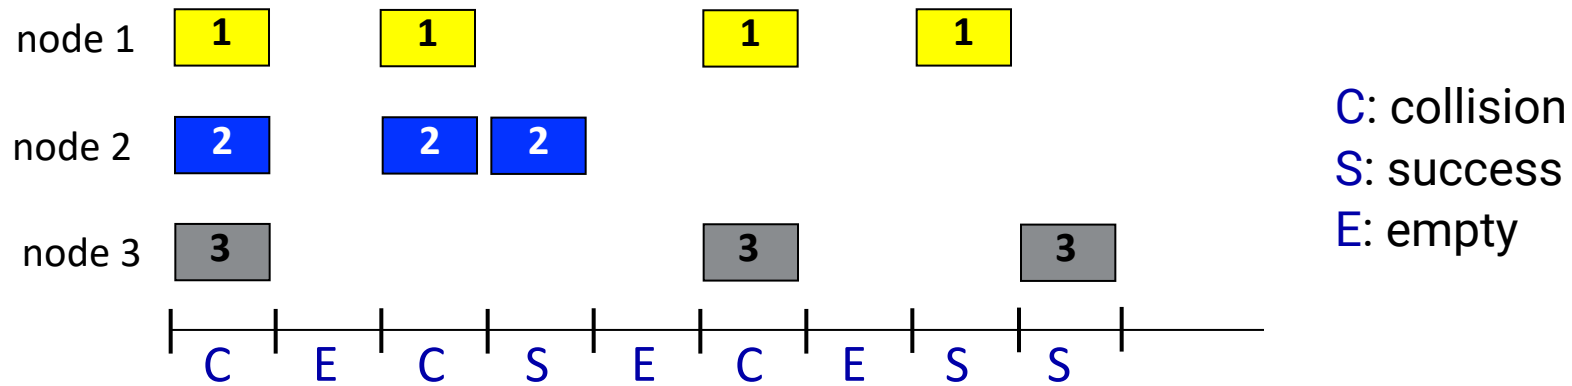 node 1 1 1 1 1
node 2 2 2 2
node 3 3 3 3
C E C S E C E S S
C: collision
S: success
E: empty